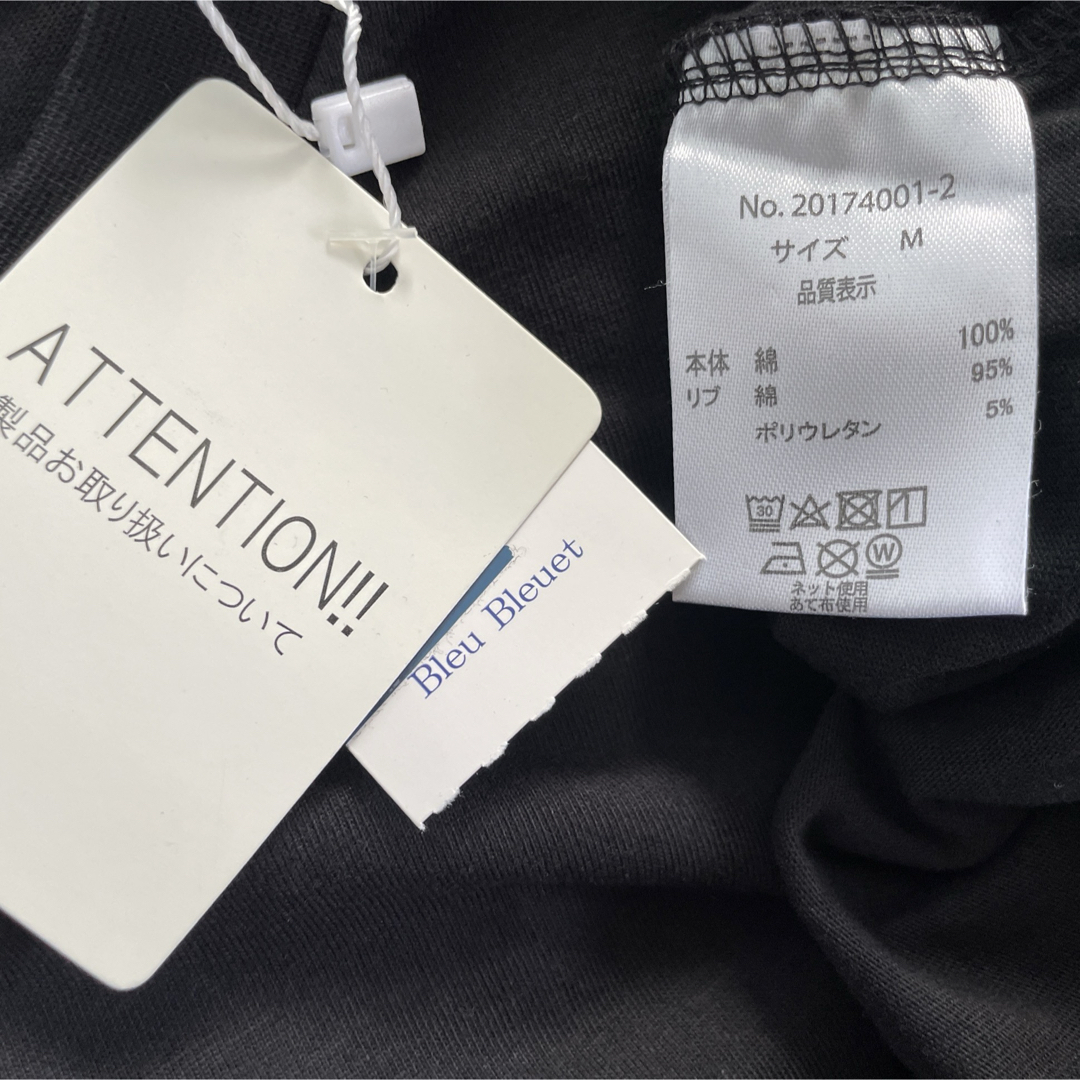 ATTENTION!!
製品お取り扱いについて
Bleu Bleuet
No. 20174001-2
サイズ M
品質表示
本体 綿 100%
リブ 綿 95%
ポリウレタン 5%
30
W
ネット使用
あて布使用